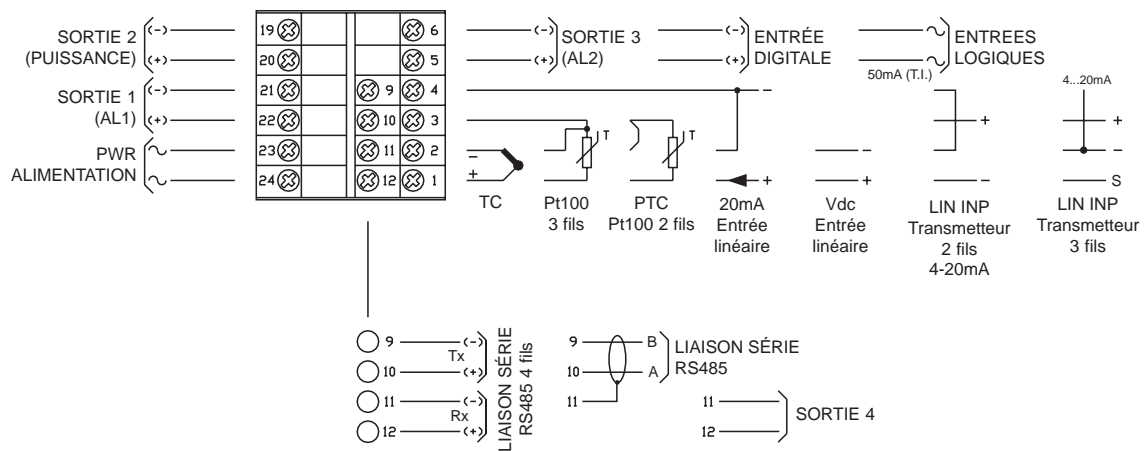 SORTIE 2
(PUISSANCE)
(-)
(+)
SORTIE 1
(AL1)
(-)
(+)
PWR
ALIMENTATION
19
20
21
22
23
24
6
5
9 4
10 3
11 2
12 1
(-)
(+)
SORTIE 3
(AL2)
(-)
(+)
ENTRÉE
DIGITALE
ENTREES
LOGIQUES
50mA (T.I.)
4...20mA
-
+
TC
T
Pt100
3 fils
T
PTC
Pt100 2 fils
-
+
20mA
Entrée
linéaire
-
+
Vdc
Entrée
linéaire
+
-
LIN INP
Transmetteur
2 fils
4-20mA
+
-
S
LIN INP
Transmetteur
3 fils
9 (-)
Tx
10 (+)
11 (-)
Rx
12 (+)
LIAISON SÉRIE
RS485 4 fils
9 B
10 A
11
LIAISON SÉRIE
RS485
11
12
SORTIE 4